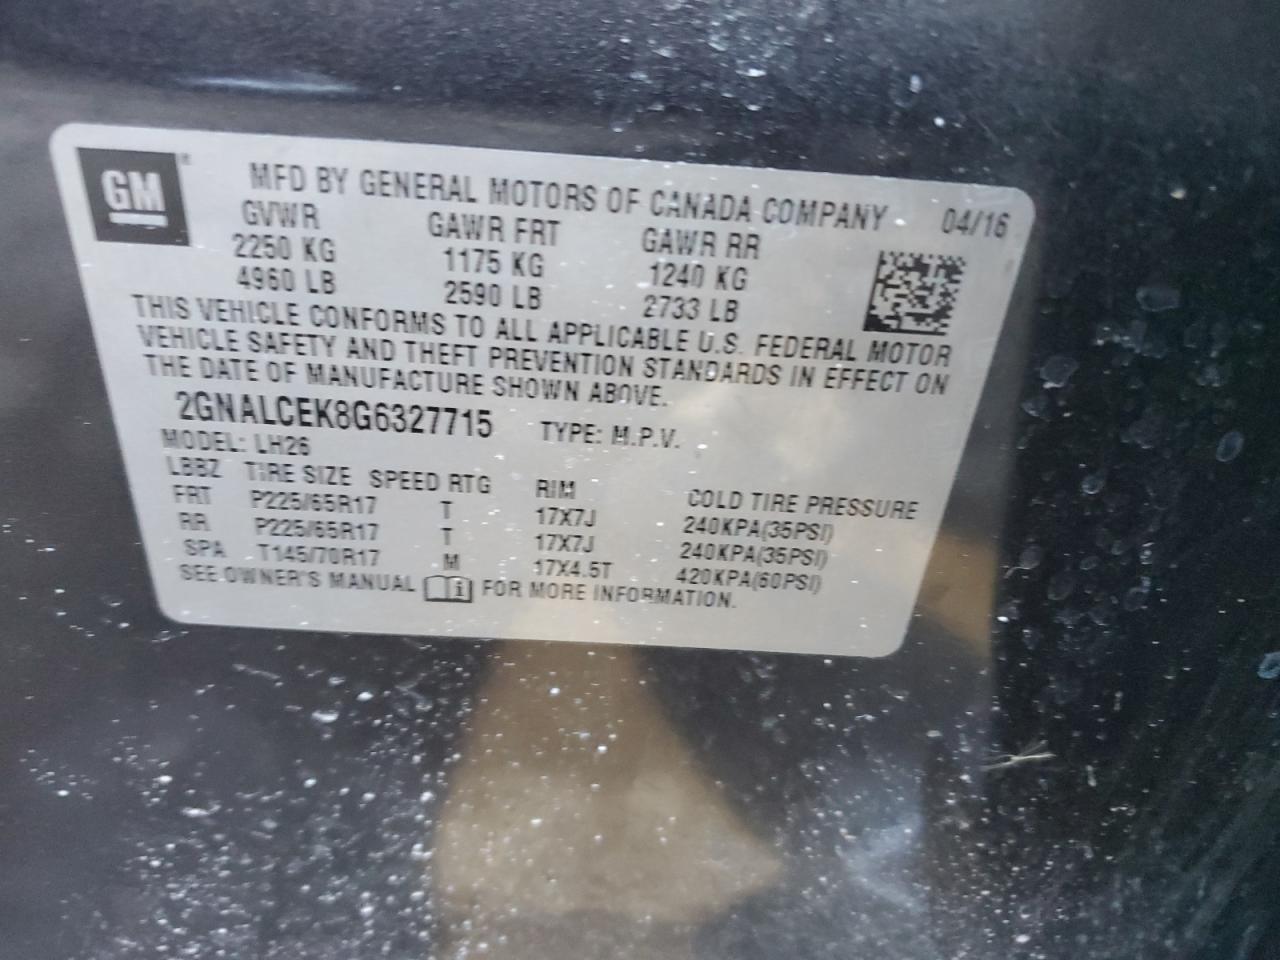 GM
MFD BY GENERAL MOTORS OF CANADA COMPANY 04/16
GVWR GAWR FRT GAWR RR
2250 KG 1175 KG 1240 KG
4960 LB 2590 LB 2733 LB
THIS VEHICLE CONFORMS TO ALL APPLICABLE U.S. FEDERAL MOTOR
VEHICLE SAFETY AND THEFT PREVENTION STANDARDS IN EFFECT ON
THE DATE OF MANUFACTURE SHOWN ABOVE.
2GNALCEK8G6327715 TYPE: M.P.V.
MODEL: LH26
LBBZ TIRE SIZE SPEED RTG RIM COLD TIRE PRESSURE
FRT P225/65R17 T 17X7J 240KPA(35PSI)
RR P225/65R17 T 17X7J 240KPA(35PSI)
SPA T145/70R17 M 17X4.5T 420KPA(60PSI)
SEE OWNER'S MANUAL i FOR MORE INFORMATION.